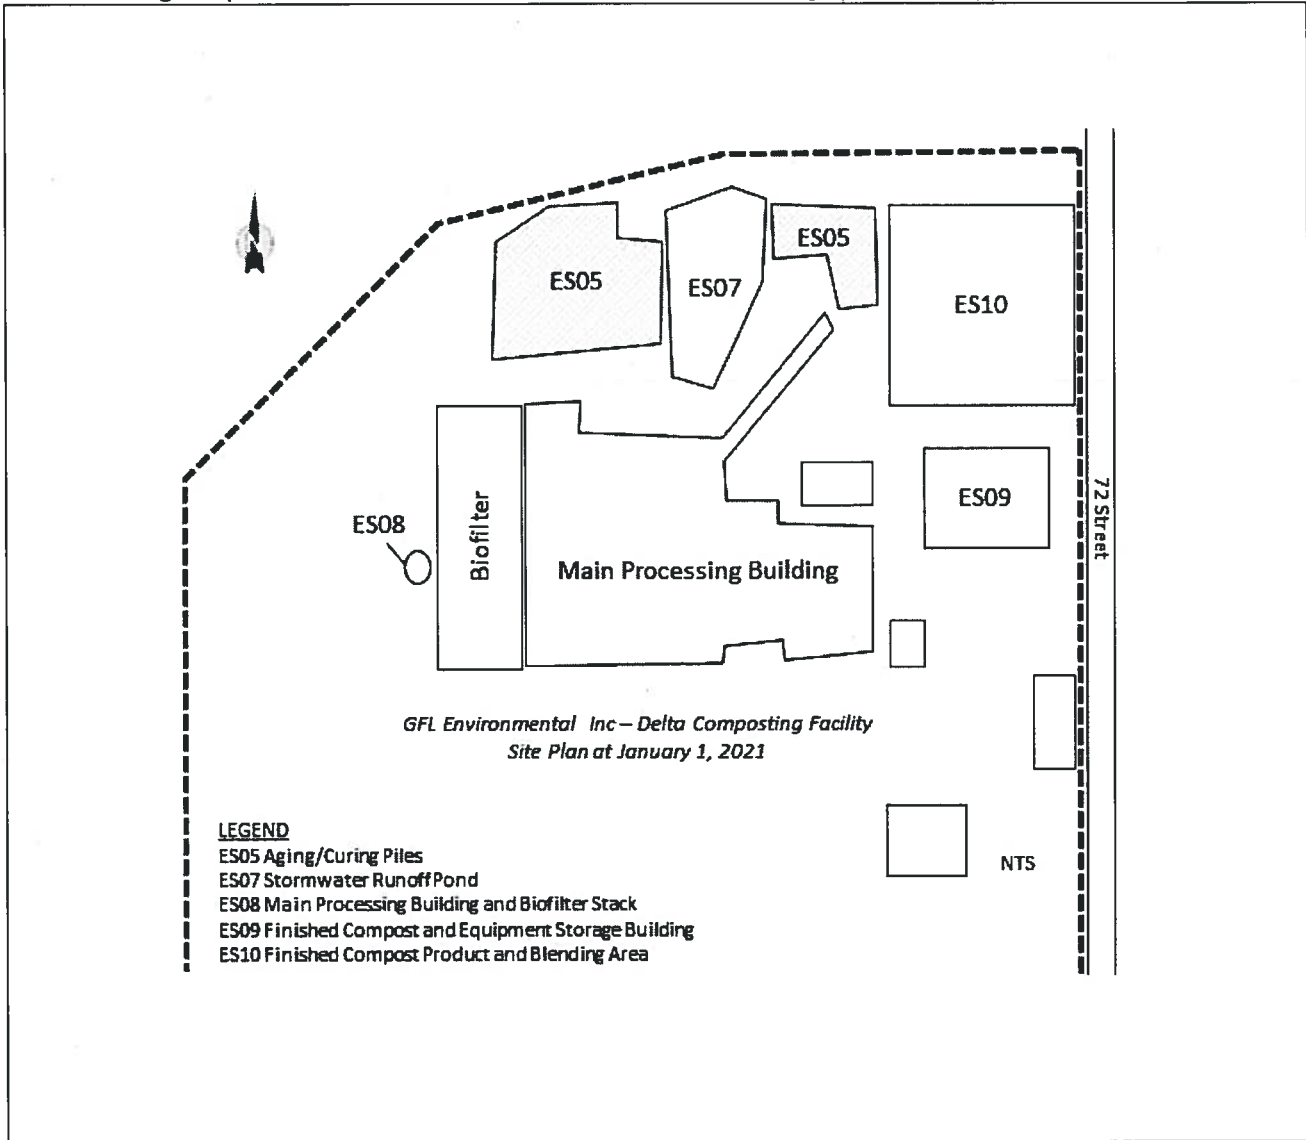 N
ES05
ES07
ES05
ES10
ES08
Biofilter
Main Processing Building
ES09
72 Street
GFL Environmental Inc – Delta Composting Facility
Site Plan at January 1, 2021
LEGEND
ES05 Aging/Curing Piles
ES07 Stormwater Runoff Pond
ES08 Main Processing Building and Biofilter Stack
ES09 Finished Compost and Equipment Storage Building
ES10 Finished Compost Product and Blending Area
NTS